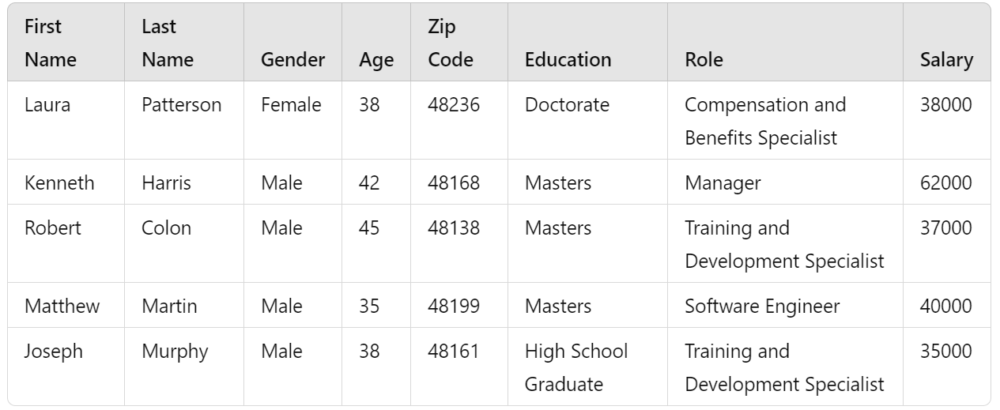 First Name Last Name Gender Age Zip Code Education Role Salary
Laura Patterson Female 38 48236 Doctorate Compensation and Benefits Specialist 38000
Kenneth Harris Male 42 48168 Masters Manager 62000
Robert Colon Male 45 48138 Masters Training and Development Specialist 37000
Matthew Martin Male 35 48199 Masters Software Engineer 40000
Joseph Murphy Male 38 48161 High School Graduate Training and Development Specialist 35000